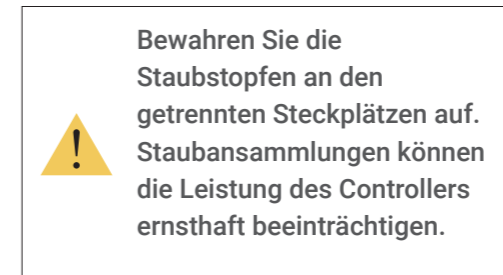 Bewahren Sie die
Staubstopfen an den
getrennten Steckplätzen auf.
Staubansammlungen können
die Leistung des Controllers
ernsthaft beeinträchtigen.